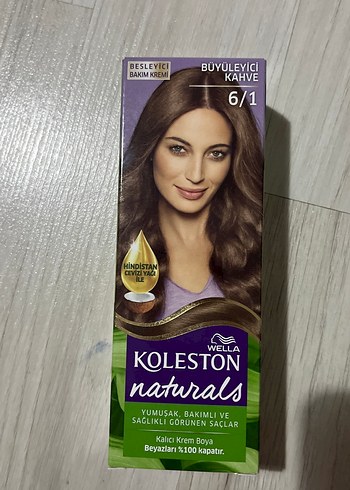 BESLEYİCİ
BAKIM KREMİ
BÜYÜLEYİCİ
KAHVE
6/1
HİNDİSTAN
CEVİZİ YAĞI
İLE
WELLA
KOLESTON
naturals
YUMUŞAK, BAKIMLI VE
SAĞLIKLI GÖRÜNEN SAÇLAR
Kalıcı Krem Boya
Beyazları %100 kapatır.